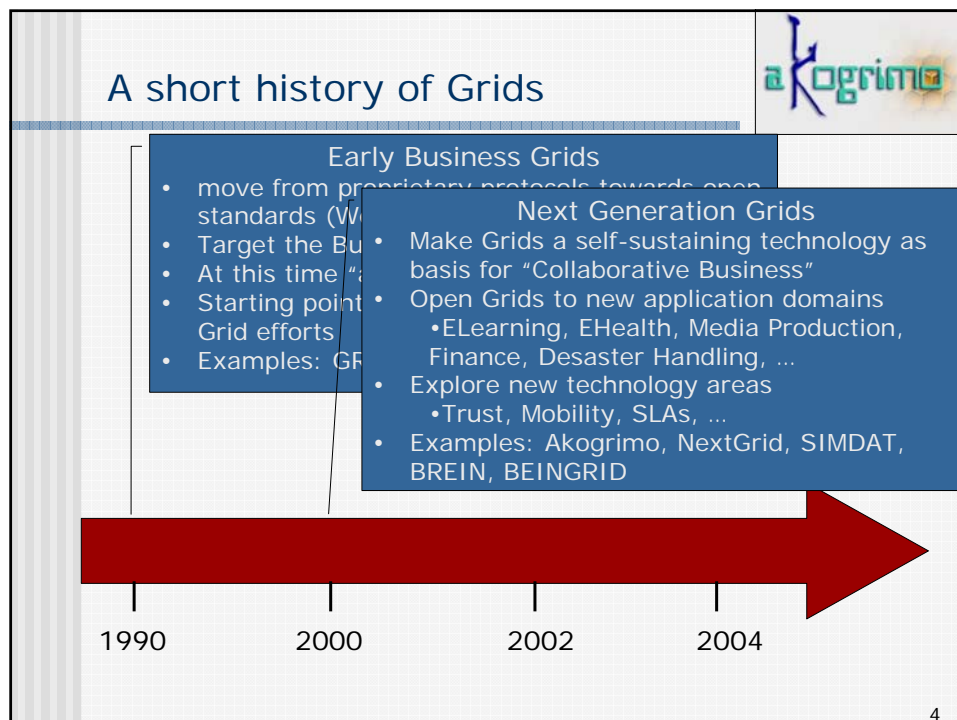 A short history of Grids
akogrimo
Early Business Grids
• move from proprietary protocols towards open
standards (W
• Target the Bu
• At this time “
• Starting point
Grid efforts
• Examples: GR
Next Generation Grids
• Make Grids a self-sustaining technology as
basis for “Collaborative Business”
• Open Grids to new application domains
•ELearning, EHealth, Media Production,
Finance, Desaster Handling, …
• Explore new technology areas
•Trust, Mobility, SLAs, …
• Examples: Akogrimo, NextGrid, SIMDAT,
BREIN, BEINGRID
1990 2000 2002 2004
4